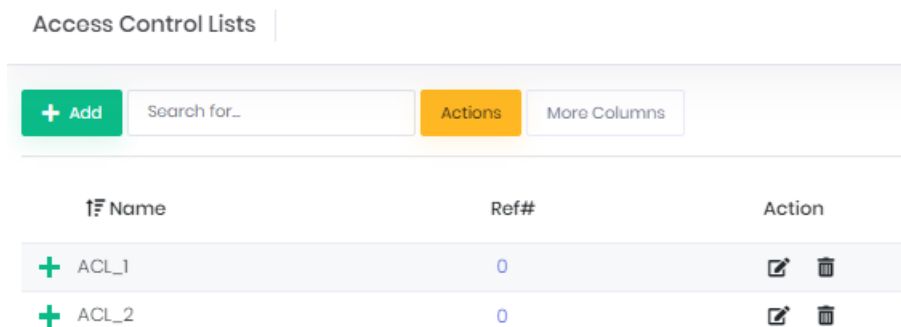 Access Control Lists
Add Search for... Actions More Columns
Name Ref# Action
ACL_1 0
ACL_2 0